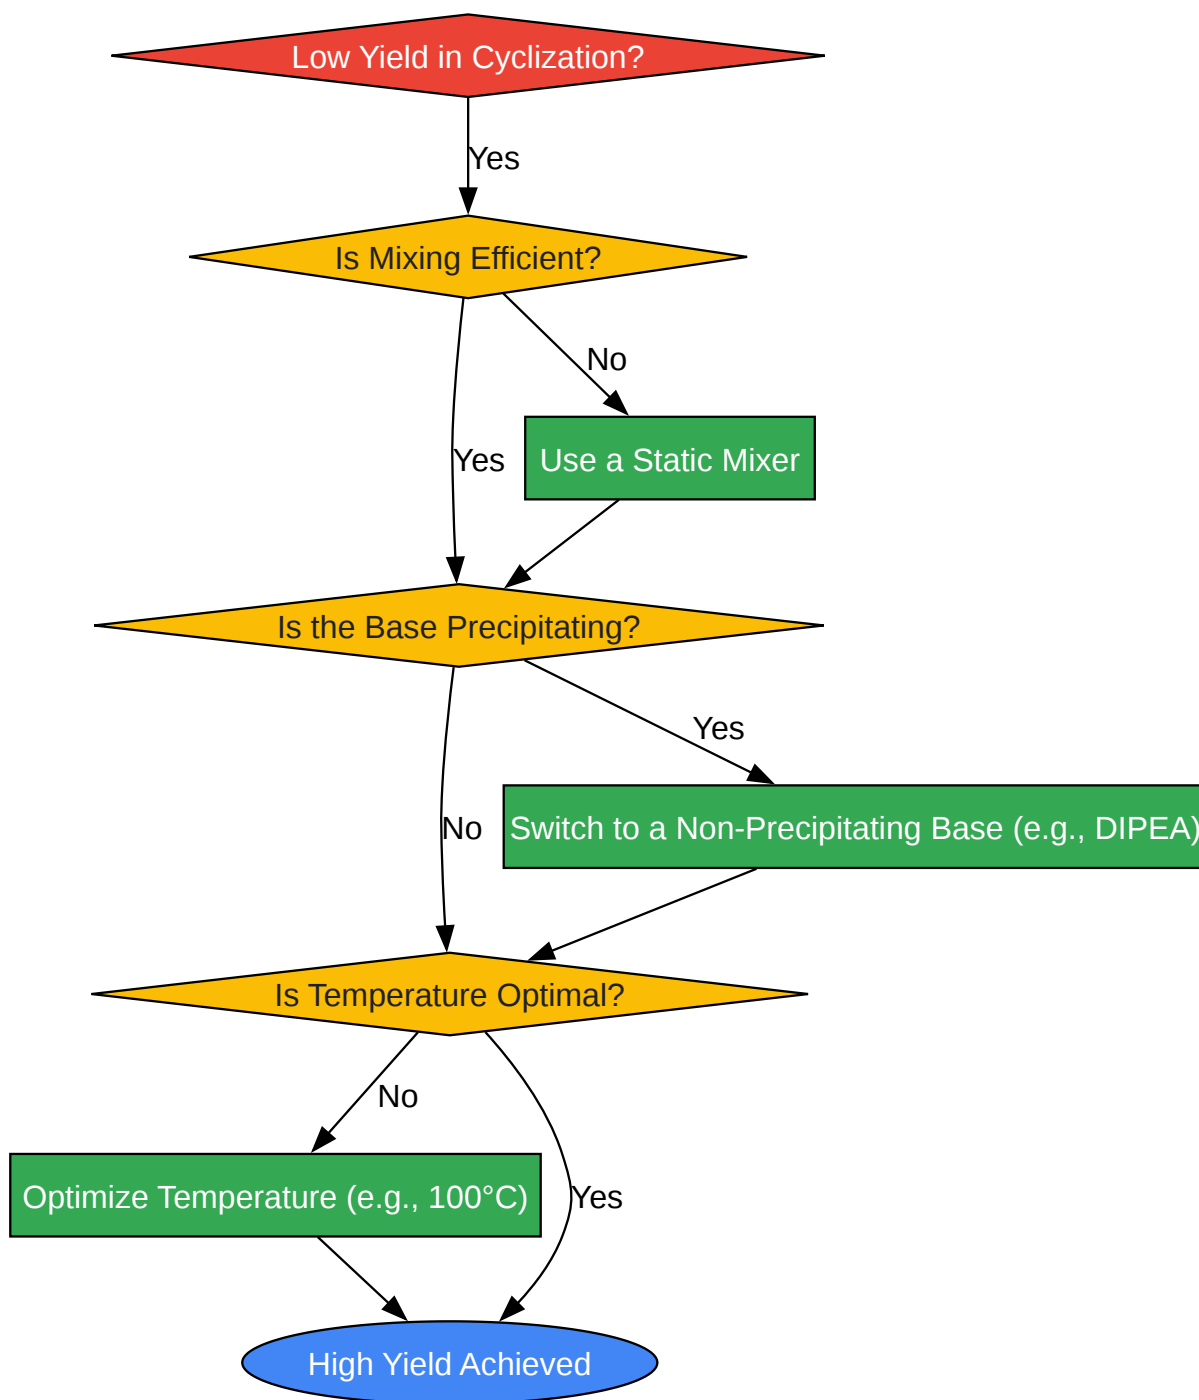 Low Yield in Cyclization?
Yes
Is Mixing Efficient?
No
Yes
Use a Static Mixer
Is the Base Precipitating?
Yes
No
Switch to a Non-Precipitating Base (e.g., DIPEA)
Is Temperature Optimal?
No
Optimize Temperature (e.g., 100°C)
Yes
High Yield Achieved